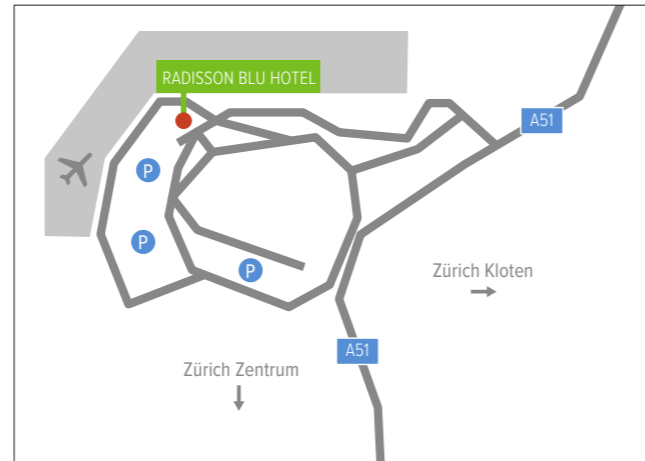 RADISSON BLU HOTEL
A51
P
P
Zürich Kloten
P
A51
Zürich Zentrum